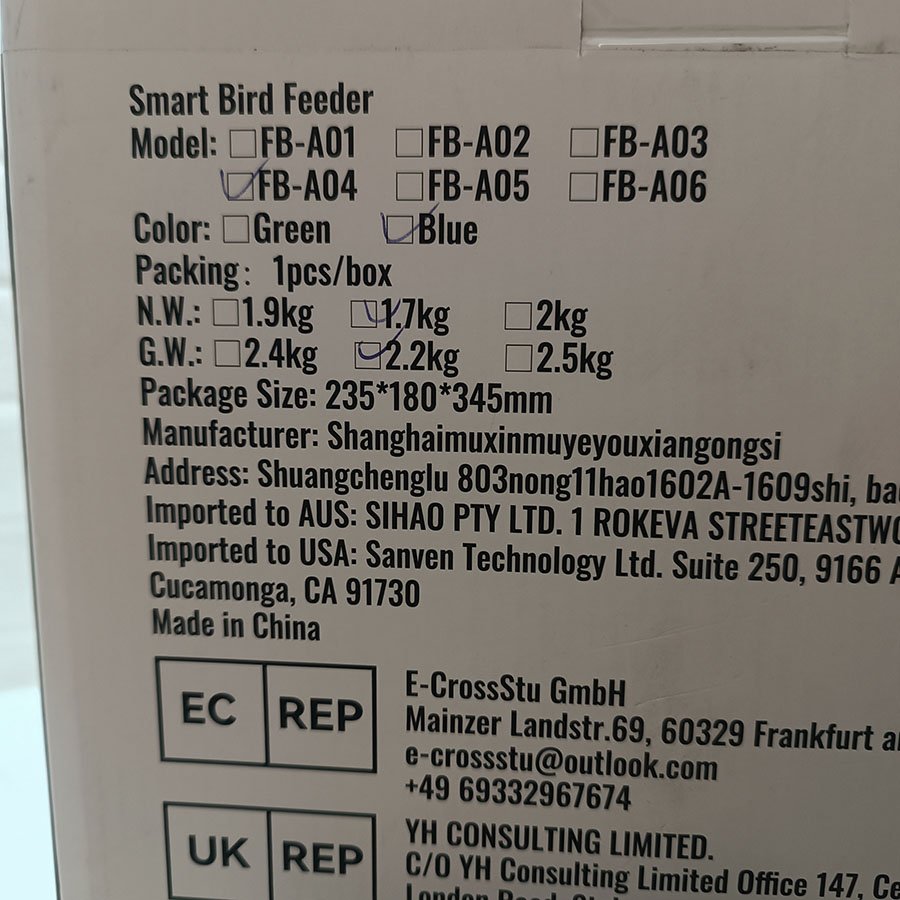 Smart Bird Feeder
Model: ☐FB-A01 ☐FB-A02 ☐FB-A03
☑FB-A04 ☐FB-A05 ☐FB-A06
Color: ☐Green ☑Blue
Packing: 1pcs/box
N.W.: ☐1.9kg ☑1.7kg ☐2kg
G.W.: ☐2.4kg ☑2.2kg ☐2.5kg
Package Size: 235*180*345mm
Manufacturer: Shanghaimuxinmuyeyouxiangongsi
Address: Shuangchenglu 803nong11hao1602A-1609shi, ba
Imported to AUS: SIHAO PTY LTD. 1 ROKEVA STREETEASTWO
Imported to USA: Sanven Technology Ltd. Suite 250, 9166 A
Cucamonga, CA 91730
Made in China
EC REP
E-CrossStu GmbH
Mainzer Landstr.69, 60329 Frankfurt a
e-crossstu@outlook.com
+49 69332967674
UK REP
YH CONSULTING LIMITED.
C/O YH Consulting Limited Office 147, Ce